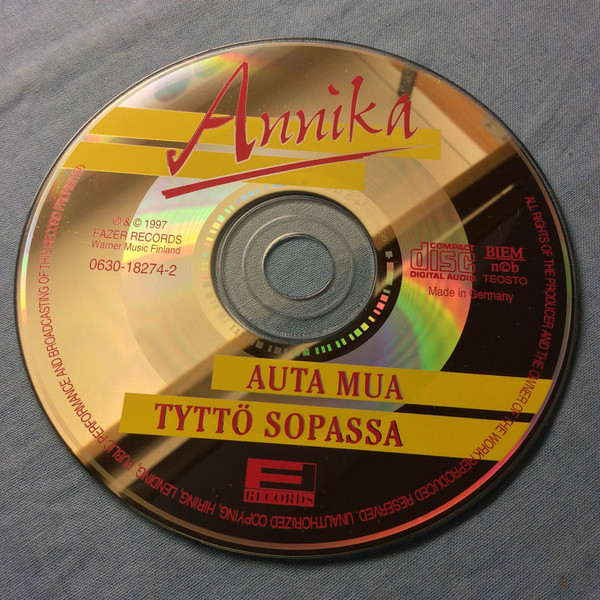 Annika
℗ & © 1997
FAZER RECORDS
Warner Music Finland
0630-18274-2
COMPACT
disc
DIGITAL AUDIO
BIEM
n©b
TEOSTO
Made in Germany
AUTA MUA
TYTTÖ SOPASSA
F
RECORDS
ALL RIGHTS OF THE PRODUCER AND THE OWNER OF THE WORK REPRODUCED RESERVED. UNAUTHORIZED COPYING, HIRING, LENDING, PUBLIC PERFORMANCE AND BROADCASTING OF THIS RECORD PROHIBITED